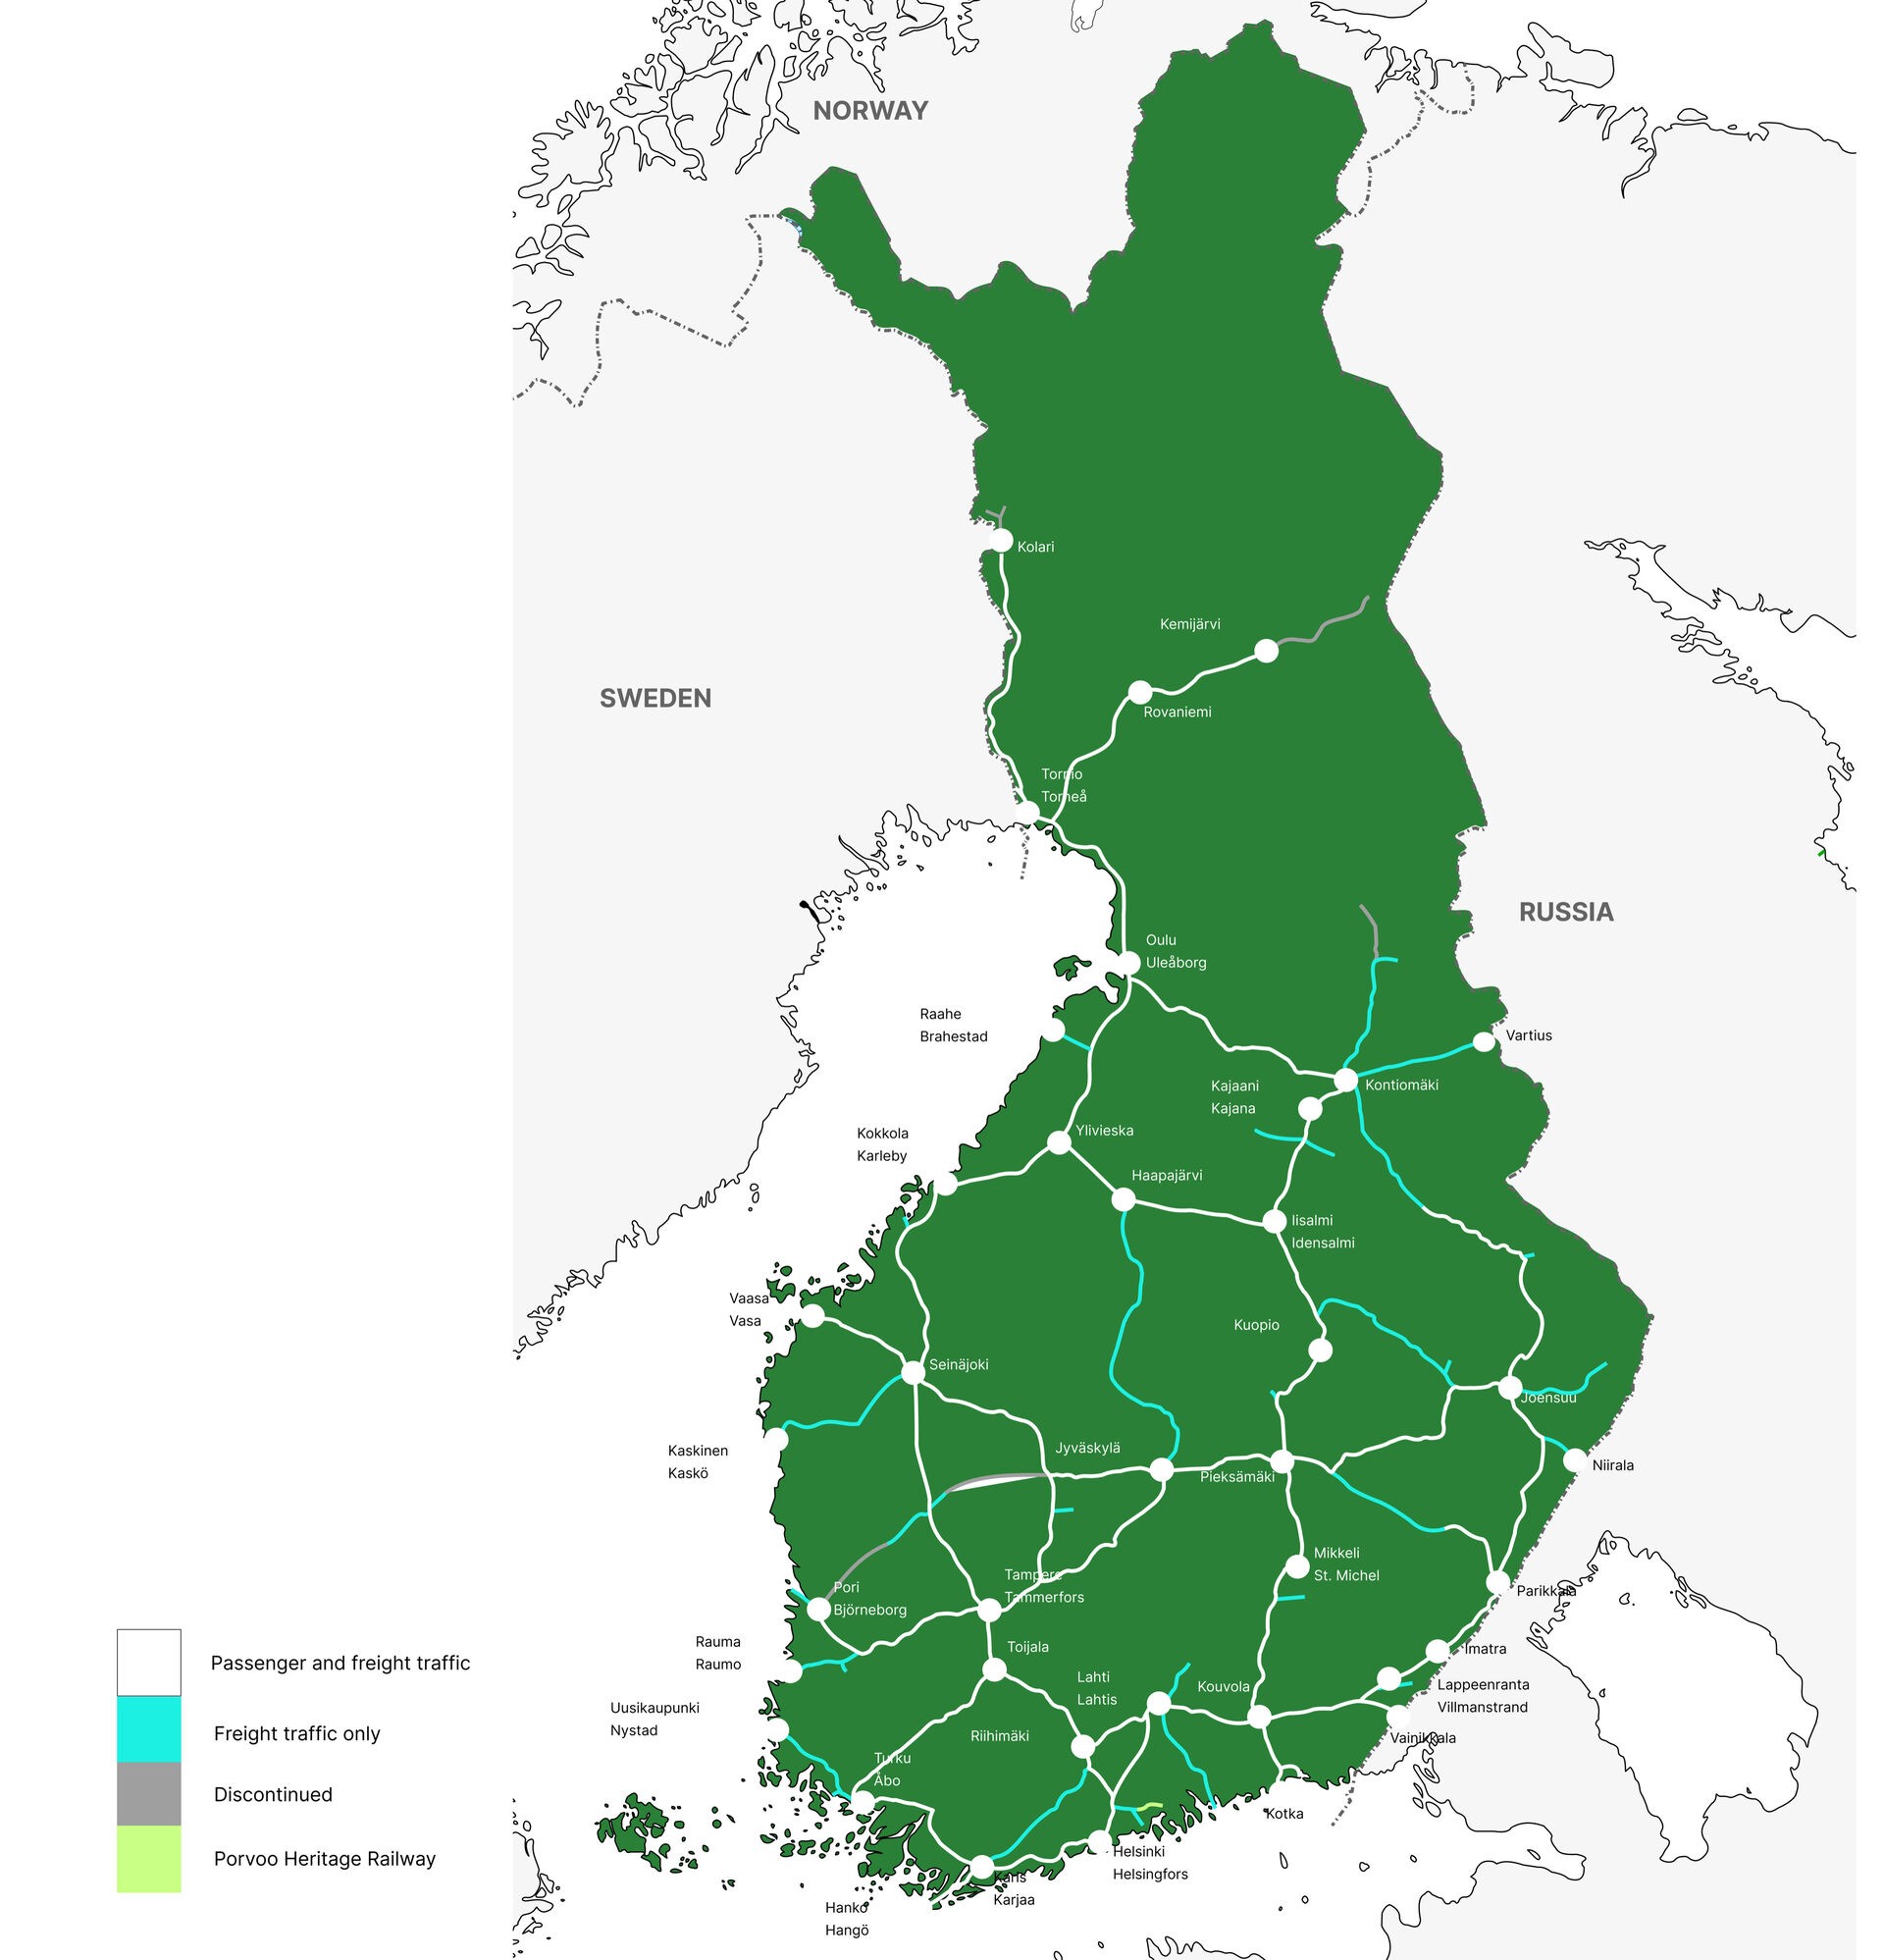 NORWAY
Kolari
Kemijärvi
SWEDEN
Rovaniemi
Tornio
Torneå
RUSSIA
Oulu
Uleåborg
Raahe
Brahestad
Vartius
Kajaani
Kajana
Kontiomäki
Kokkola
Karleby
Ylivieska
Haapajärvi
Iisalmi
Idensalmi
Vaasa
Vasa
Kuopio
Seinäjoki
Joensuu
Kaskinen
Kaskö
Jyväskylä
Pieksämäki
Niirala
Mikkeli
St. Michel
Tampere
Tammerfors
Pori
Björneborg
Parikkala
Rauma
Raumo
Toijala
Imatra
Lahti
Lahtis
Kouvola
Lappeenranta
Villmanstrand
Uusikaupunki
Nystad
Riihimäki
Vainikkala
Turku
Åbo
Kotka
Helsinki
Helsingfors
Karis
Karjaa
Hanko
Hangö
Passenger and freight traffic
Freight traffic only
Discontinued
Porvoo Heritage Railway